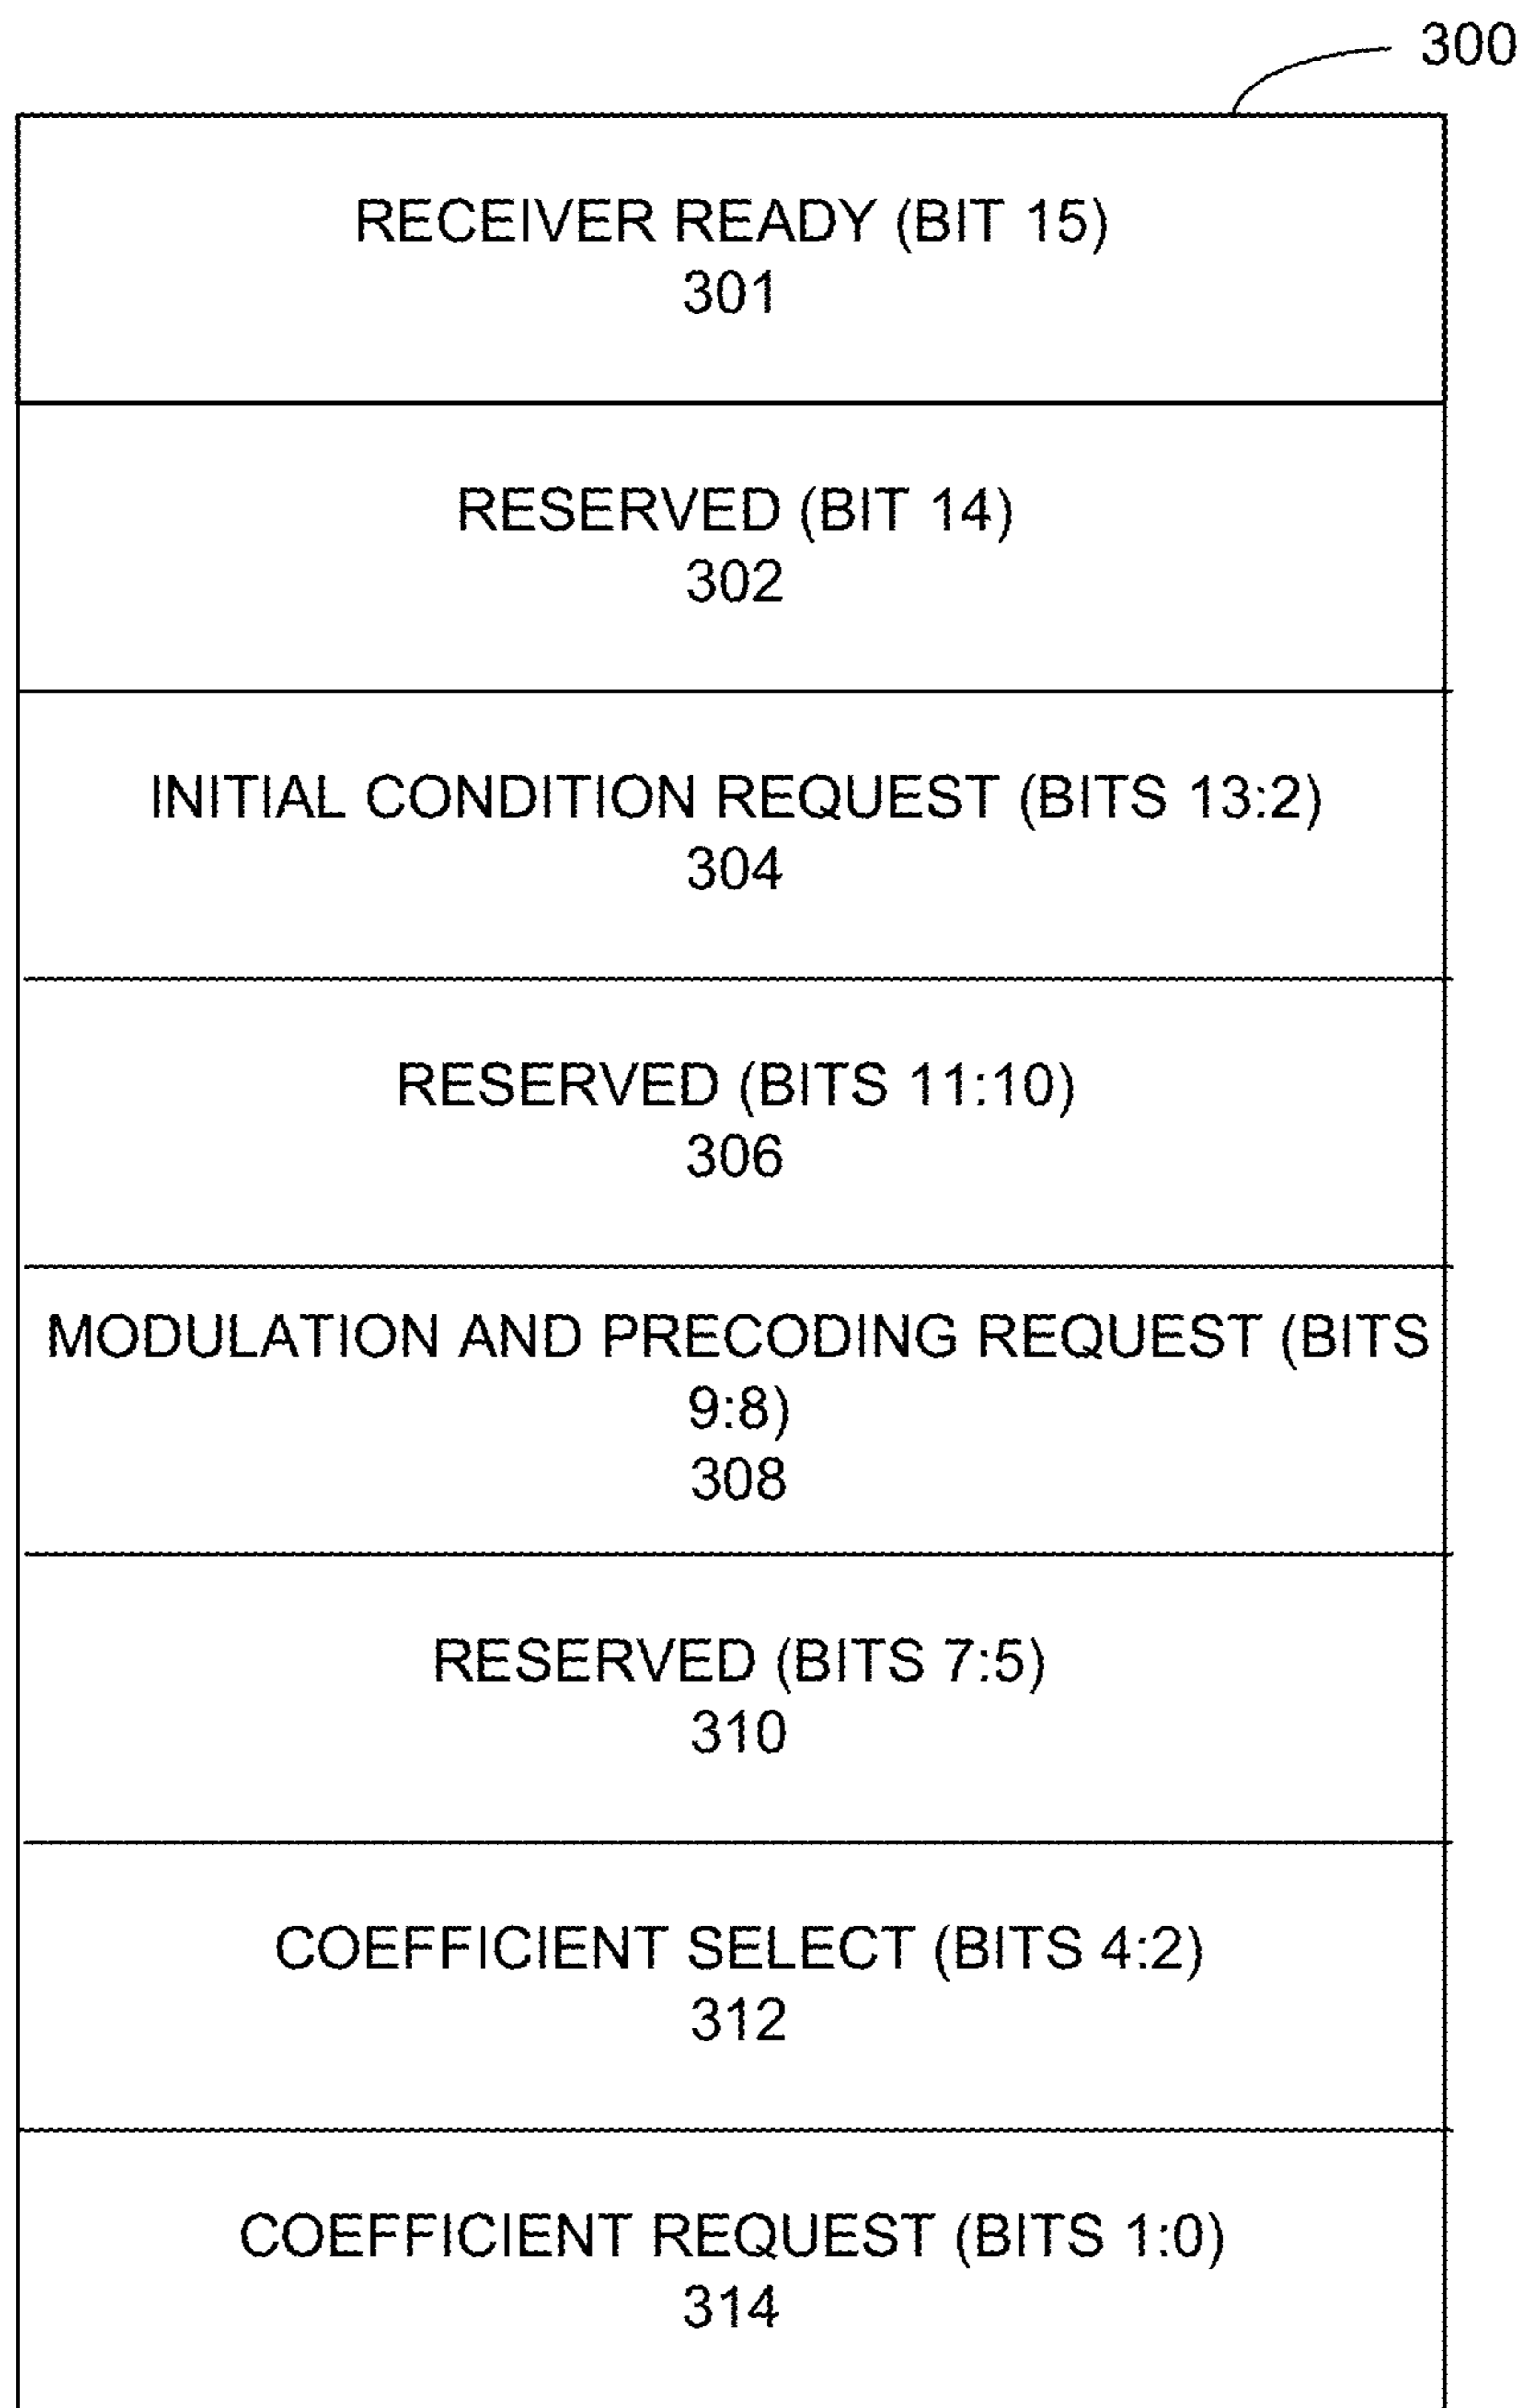 300
RECEIVER READY (BIT 15)
301
RESERVED (BIT 14)
302
INITIAL CONDITION REQUEST (BITS 13:2)
304
RESERVED (BITS 11:10)
306
MODULATION AND PRECODING REQUEST (BITS
9:8)
308
RESERVED (BITS 7:5)
310
COEFFICIENT SELECT (BITS 4:2)
312
COEFFICIENT REQUEST (BITS 1:0)
314